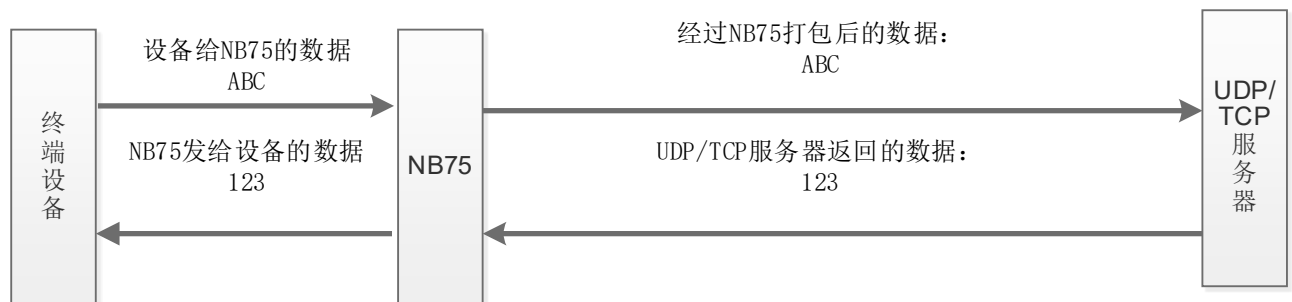 终端设备
设备给NB75的数据
ABC
NB75发给设备的数据
123
NB75
经过NB75打包后的数据：
ABC
UDP/TCP服务器返回的数据：
123
UDP/
TCP
服务器